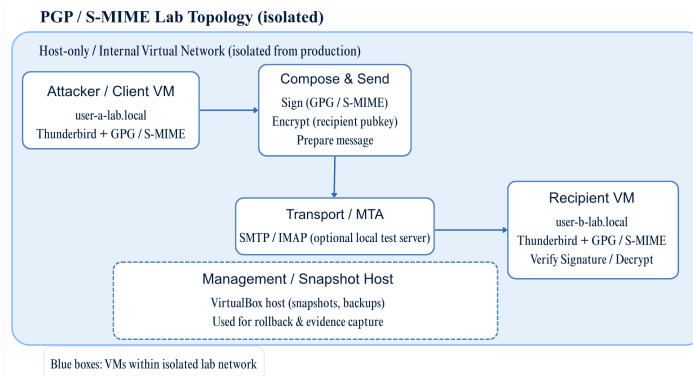 PGP / S-MIME Lab Topology (isolated)
Host-only / Internal Virtual Network (isolated from production)
Attacker / Client VM
user-a-lab.local
Thunderbird + GPG / S-MIME
Compose & Send
Sign (GPG / S-MIME)
Encrypt (recipient pubkey)
Prepare message
Transport / MTA
SMTP / IMAP (optional local test server)
Recipient VM
user-b-lab.local
Thunderbird + GPG / S-MIME
Verify Signature / Decrypt
Management / Snapshot Host
VirtualBox host (snapshots, backups)
Used for rollback & evidence capture
Blue boxes: VMs within isolated lab network